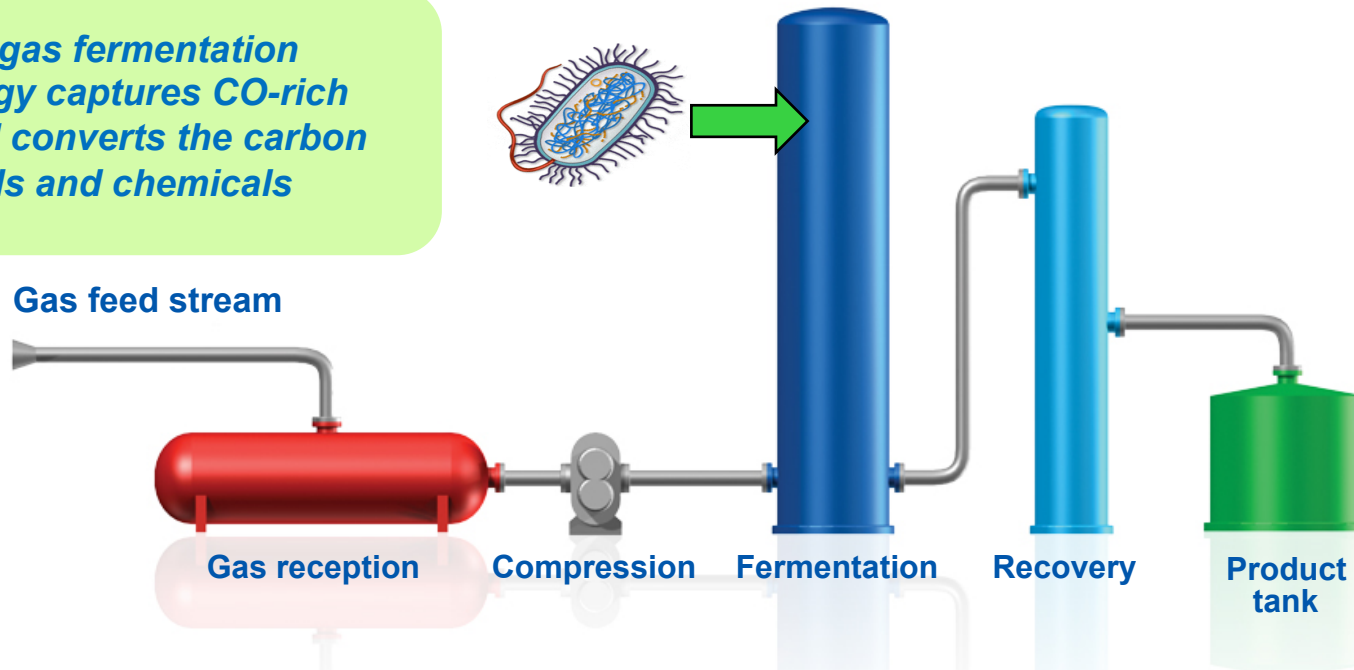 gas fermentation
gy captures CO-rich
converts the carbon
ls and chemicals
Gas feed stream
Gas reception
Compression
Fermentation
Recovery
Product
tank